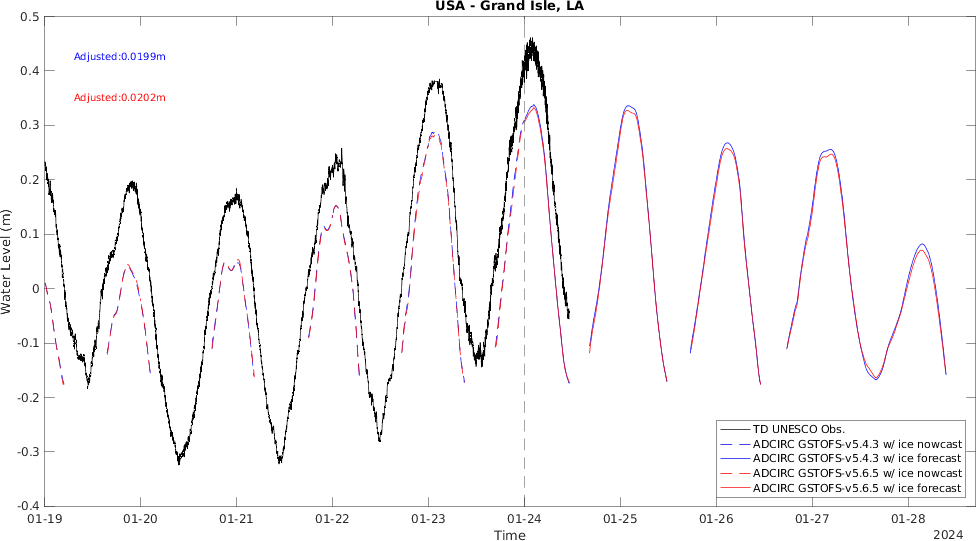 USA - Grand Isle, LA
Adjusted:0.0199m
Adjusted:0.0202m
Water Level (m)
0.5
0.4
0.3
0.2
0.1
0
-0.1
-0.2
-0.3
-0.4
TD UNESCO Obs.
ADCIRC GSTOFS-v5.4.3 w/ ice nowcast
ADCIRC GSTOFS-v5.4.3 w/ ice forecast
ADCIRC GSTOFS-v5.6.5 w/ ice nowcast
ADCIRC GSTOFS-v5.6.5 w/ ice forecast
01-19 01-20 01-21 01-22 01-23 01-24 01-25 01-26 01-27 01-28
Time
2024